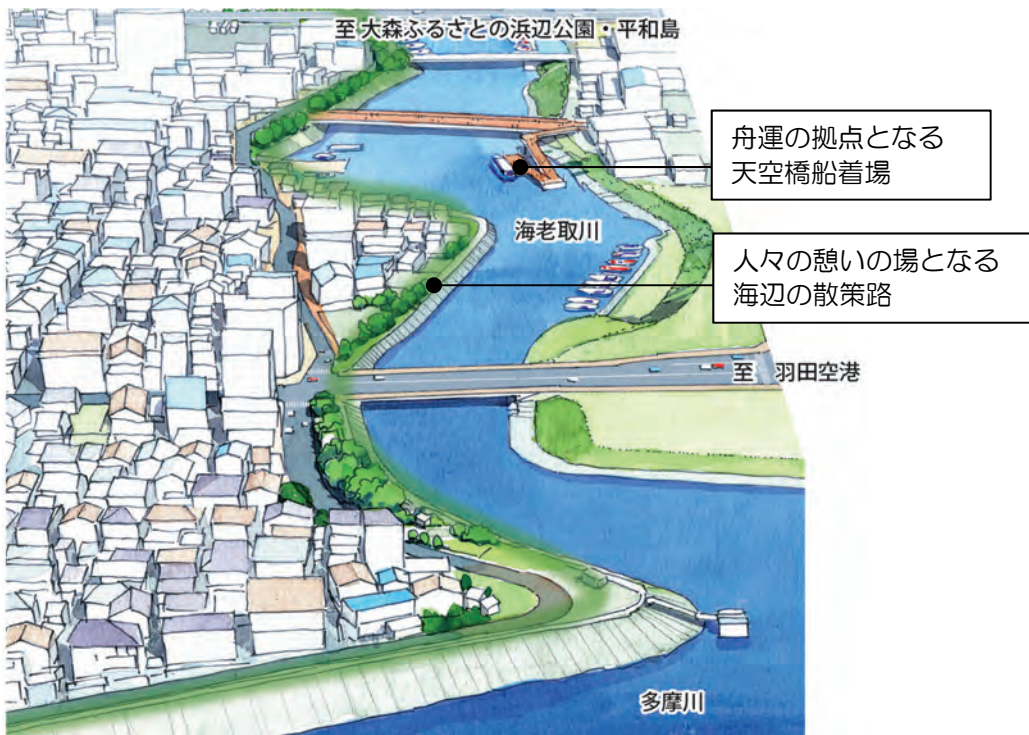 至 大森ふるさとの浜辺公園・平和島
舟運の拠点となる
天空橋船着場
海老取川
人々の憩いの場となる
海辺の散策路
至 羽田空港
多摩川